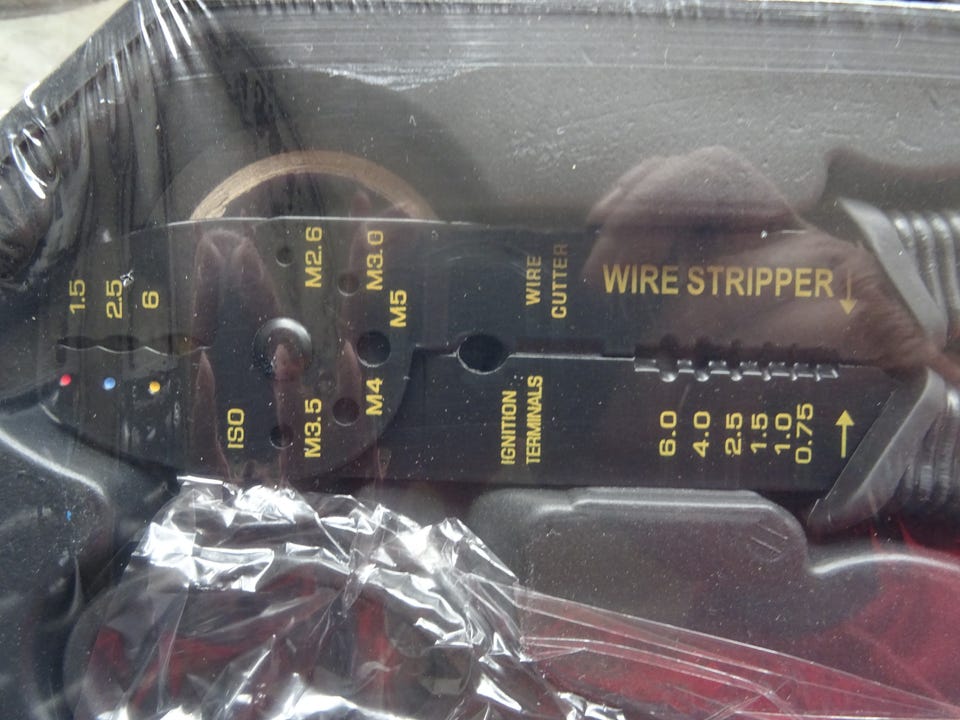 1.5
2.5
6
ISO
M2.6
M3.0
M5
M4
M3.5
WIRE
CUTTER
WIRE STRIPPER ↓
IGNITION
TERMINALS
6.0
4.0
2.5
1.5
1.0
0.75
↑